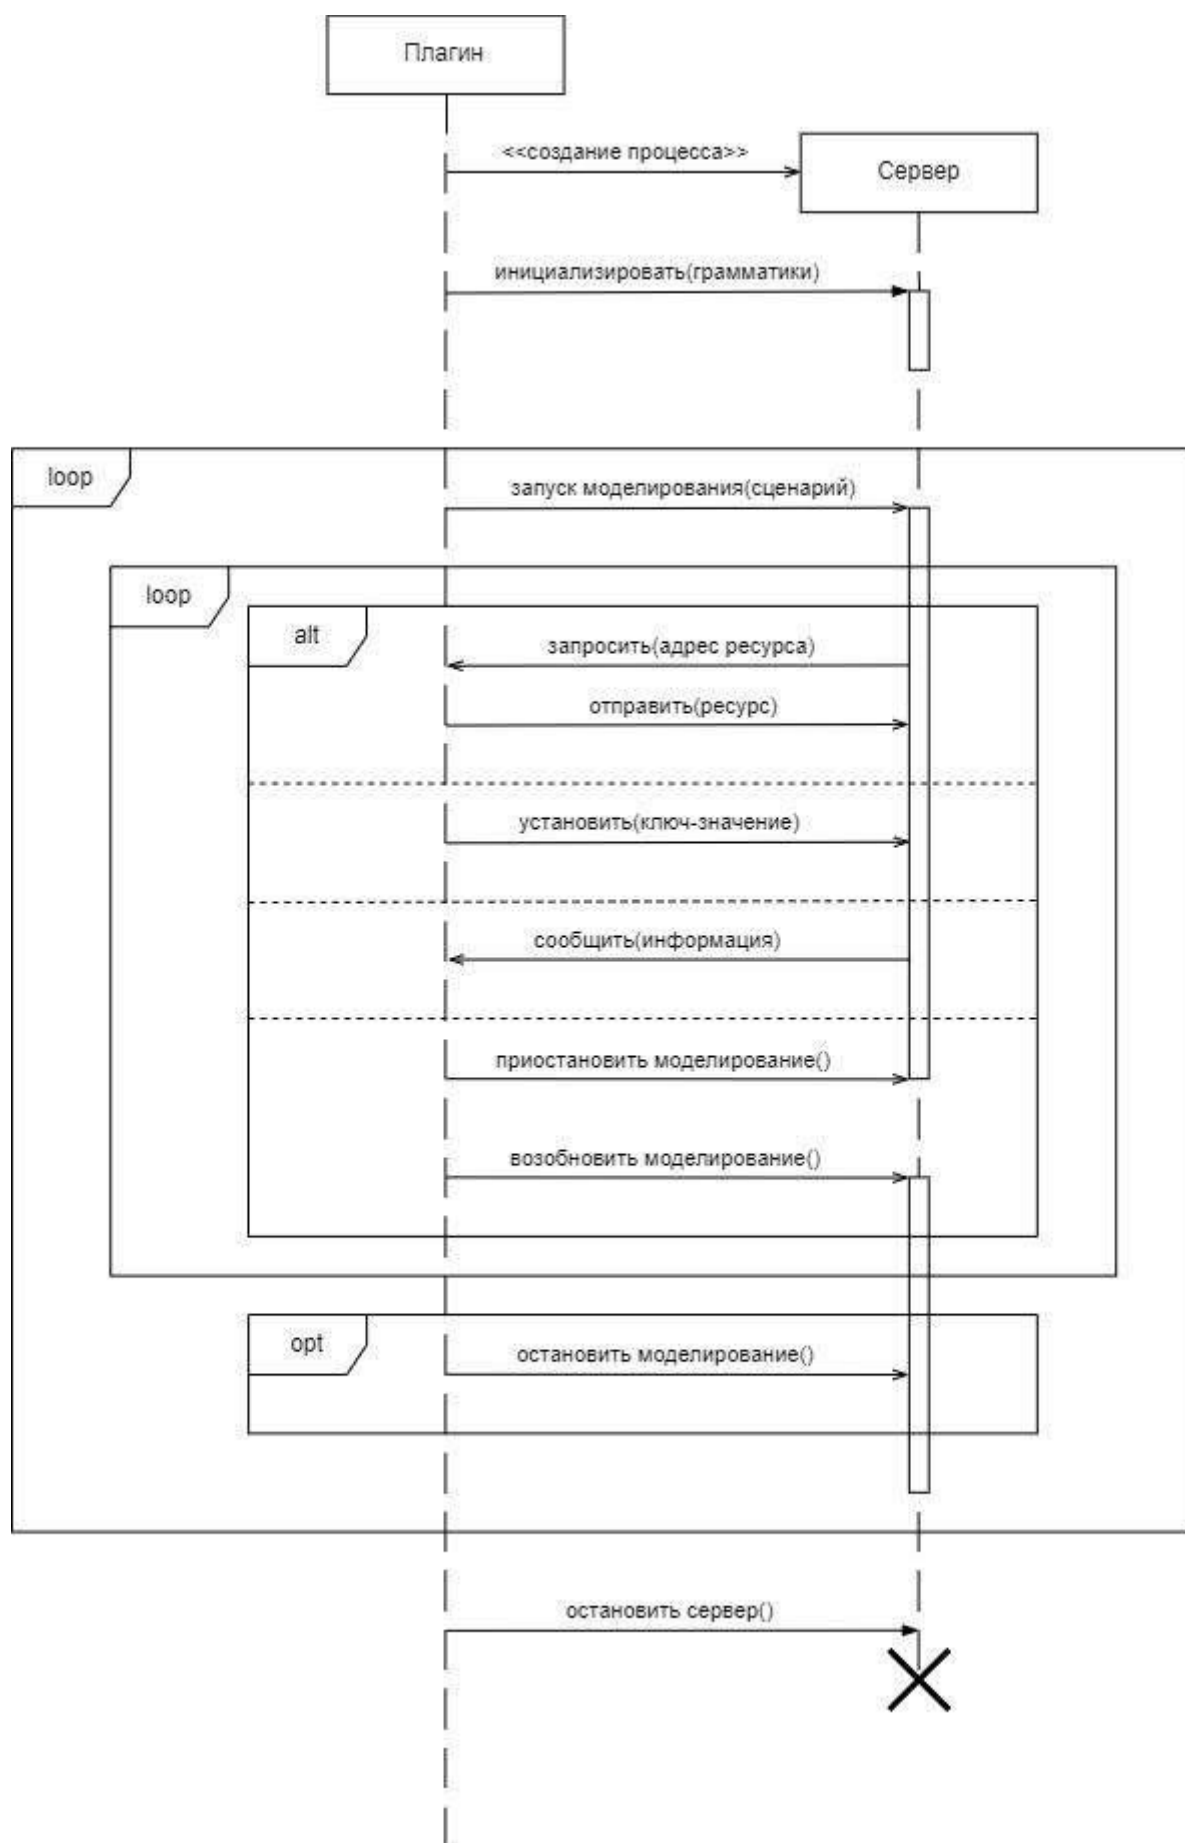 Плагин
<<создание процесса>>
Сервер
инициализировать(грамматики)
loop
запуск моделирования(сценарий)
loop
alt
запросить(адрес ресурса)
отправить(ресурс)
установить(ключ-значение)
сообщить(информация)
приостановить моделирование()
возобновить моделирование()
opt
остановить моделирование()
остановить сервер()